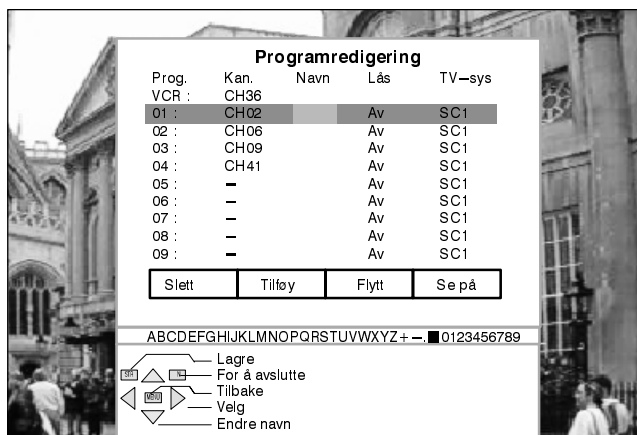 Programredigering
Prog. Kan. Navn Lås TV-sys
VCR : CH36
01 : CH02 Av SC1
02 : CH06 Av SC1
03 : CH09 Av SC1
04 : CH41 Av SC1
05 : – Av SC1
06 : – Av SC1
07 : – Av SC1
08 : – Av SC1
09 : – Av SC1
Slett Tilføy Flytt Se på
ABCDEFGHIJKLMNOPQRSTUVWXYZ+–.■0123456789
Lagre
STR N For å avslutte
Tilbake
MENU Velg
Endre navn